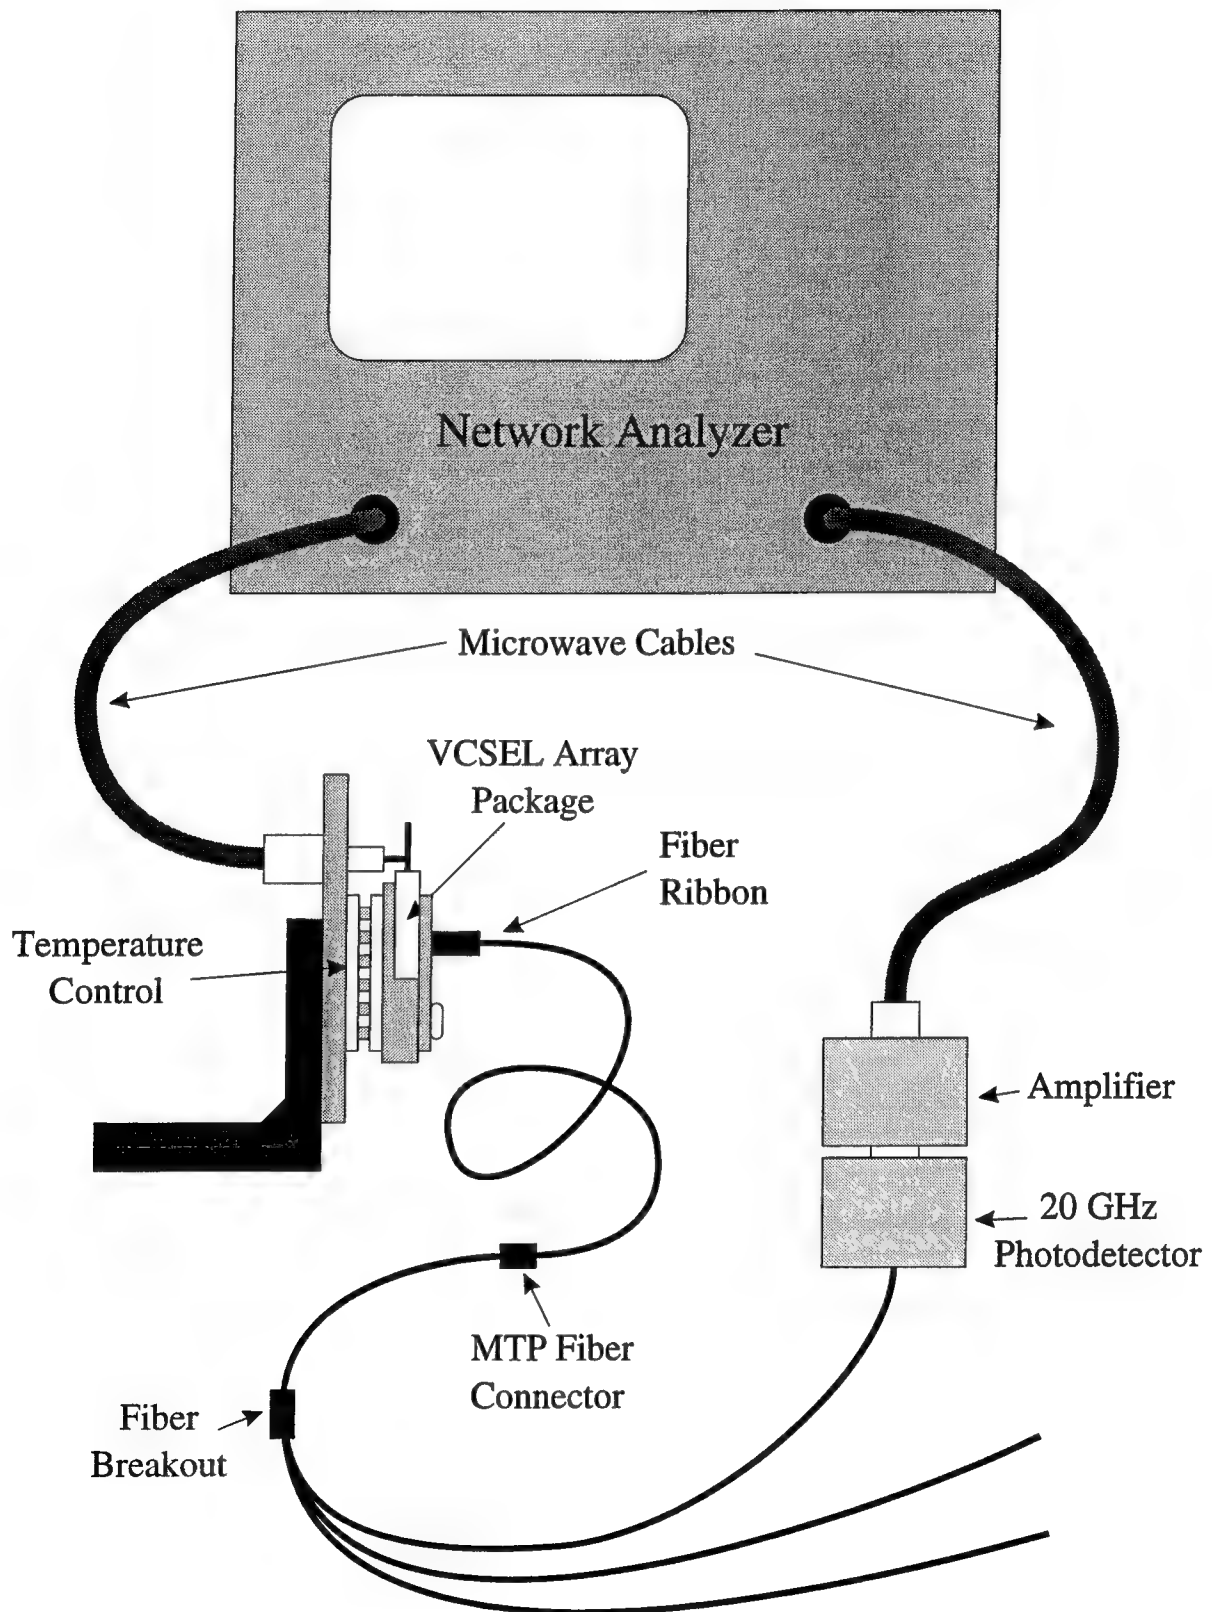 Network Analyzer
Microwave Cables
VCSEL Array
Package
Fiber
Ribbon
Temperature
Control
Amplifier
20 GHz
Photodetector
MTP Fiber
Connector
Fiber
Breakout